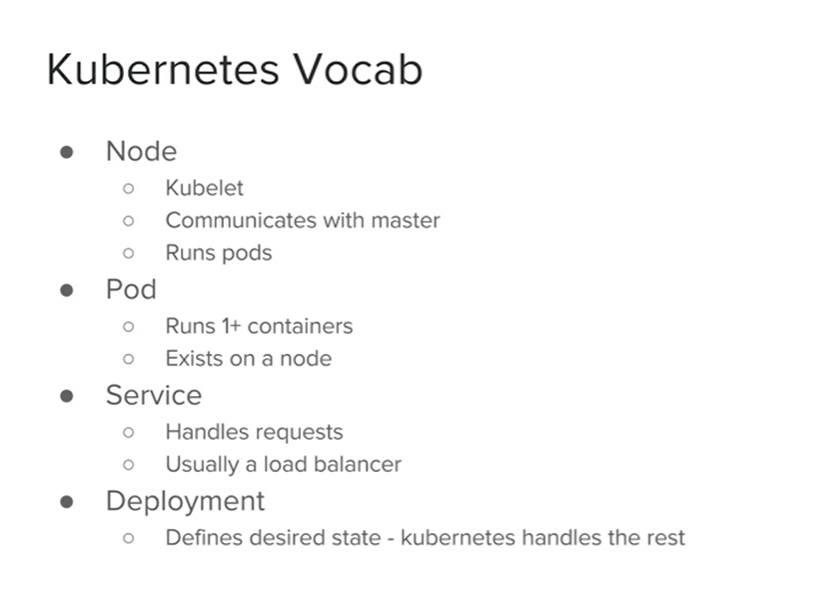 Kubernetes Vocab
● Node
○ Kubelet
○ Communicates with master
○ Runs pods
● Pod
○ Runs 1+ containers
○ Exists on a node
● Service
○ Handles requests
○ Usually a load balancer
● Deployment
○ Defines desired state - kubernetes handles the rest